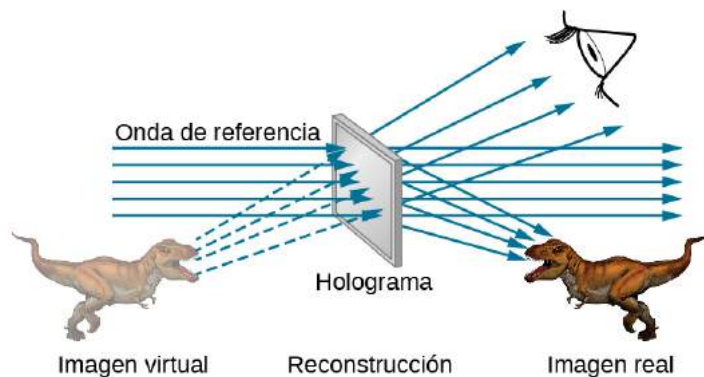 Onda de referencia
Holograma
Imagen virtual
Reconstrucción
Imagen real